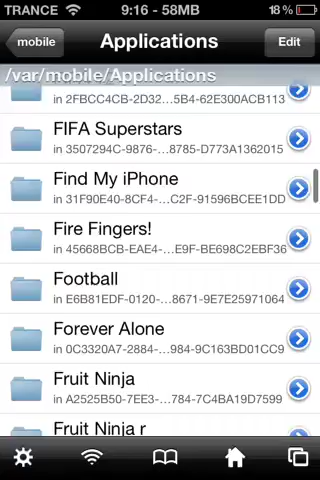 TRANCE 9:16 - 58MB 18 %
mobile Applications Edit
/var/mobile/Applications
in 2FBCC4CB-2D32...5B4-62E300ACB113
FIFA Superstars
in 3507294C-9876-...8785-D773A1362015
Find My iPhone
in 31F90E40-8CF4-...C2F-91596BCEE1DD
Fire Fingers!
in 45668BCB-EAE4-...E9F-BE698C2EBF36
Football
in E6B81EDF-0120-...8671-9E7E25971064
Forever Alone
in 0C3320A7-2884-...984-9C163BD01CC9
Fruit Ninja
in A2525B50-7EE3-...784-7C4BA19D7599
Fruit Ninja r